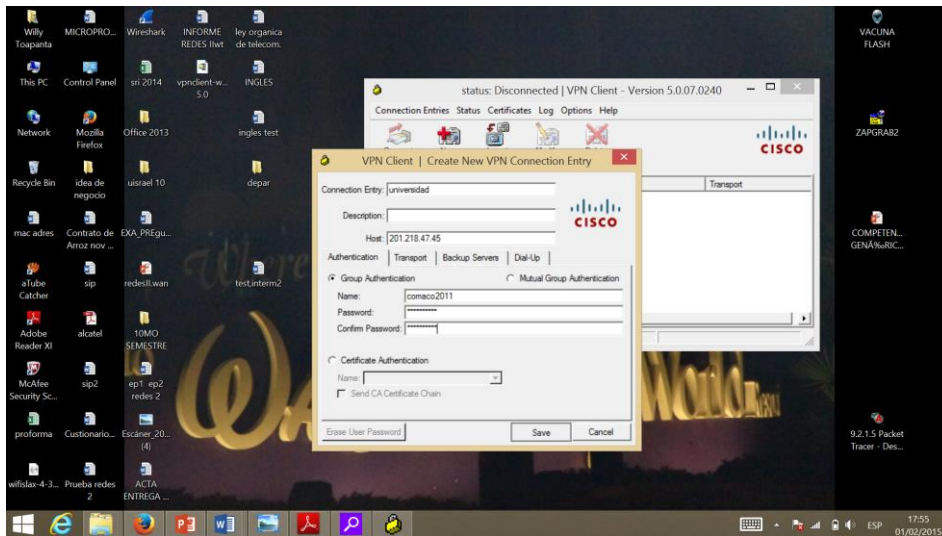 Willy Toapanta
MICROPRO...
Wireshark
INFORME REDES IIwt
ley organica de telecom.
VACUNA FLASH
This PC
Control Panel
sri 2014
vpnclient-w... 5.0
INGLES
Network
Mozilla Firefox
Office 2013
ingles test
ZAPGRAB2
Recycle Bin
idea de negocio
uisrael 10
depar
mac adres
Contrato de Arroz nov ...
EXA_PREgu...
COMPETEN... GENÃ‰RIC...
aTube Catcher
sip
redesII.wan
test.interm2
Adobe Reader XI
alcatel
10MO SEMESTRE
McAfee Security Sc...
sip2
ep1 ep2 redes 2
proforma
Custionario...
Escáner_20... (4)
9.2.1.5 Packet Tracer - Des...
wifislax-4-3...
Prueba redes 2
ACTA ENTREGA ...
status: Disconnected | VPN Client - Version 5.0.07.0240
Connection Entries Status Certificates Log Options Help
CISCO
Transport
VPN Client | Create New VPN Connection Entry
Connection Entry: universidad
Description:
Host: 201.218.47.45
CISCO
Authentication Transport Backup Servers Dial-Up
Group Authentication Mutual Group Authentication
Name: comaco2011
Password: **********
Confirm Password: **********
Certificate Authentication
Name:
Send CA Certificate Chain
Erase User Password Save Cancel
ESP
17:55
01/02/2015